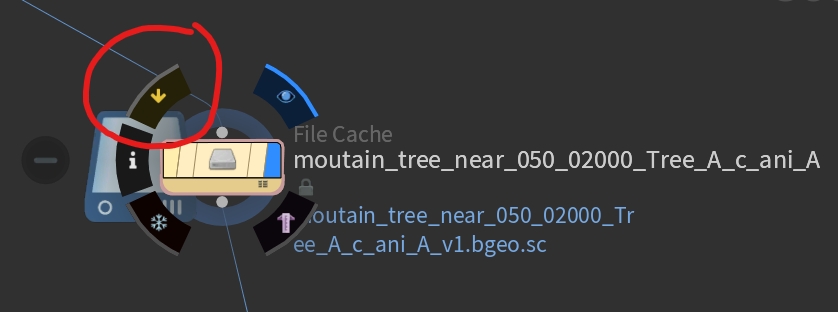 File Cache
moutain_tree_near_050_02000_Tree_A_c_ani_A
moutain_tree_near_050_02000_Tr
ee_A_c_ani_A_v1.bgeo.sc